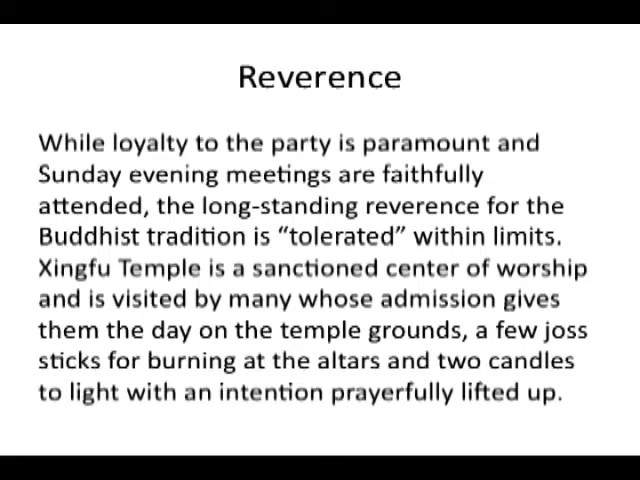 Reverence
While loyalty to the party is paramount and
Sunday evening meetings are faithfully
attended, the long-standing reverence for the
Buddhist tradition is “tolerated” within limits.
Xingfu Temple is a sanctioned center of worship
and is visited by many whose admission gives
them the day on the temple grounds, a few joss
sticks for burning at the altars and two candles
to light with an intention prayerfully lifted up.